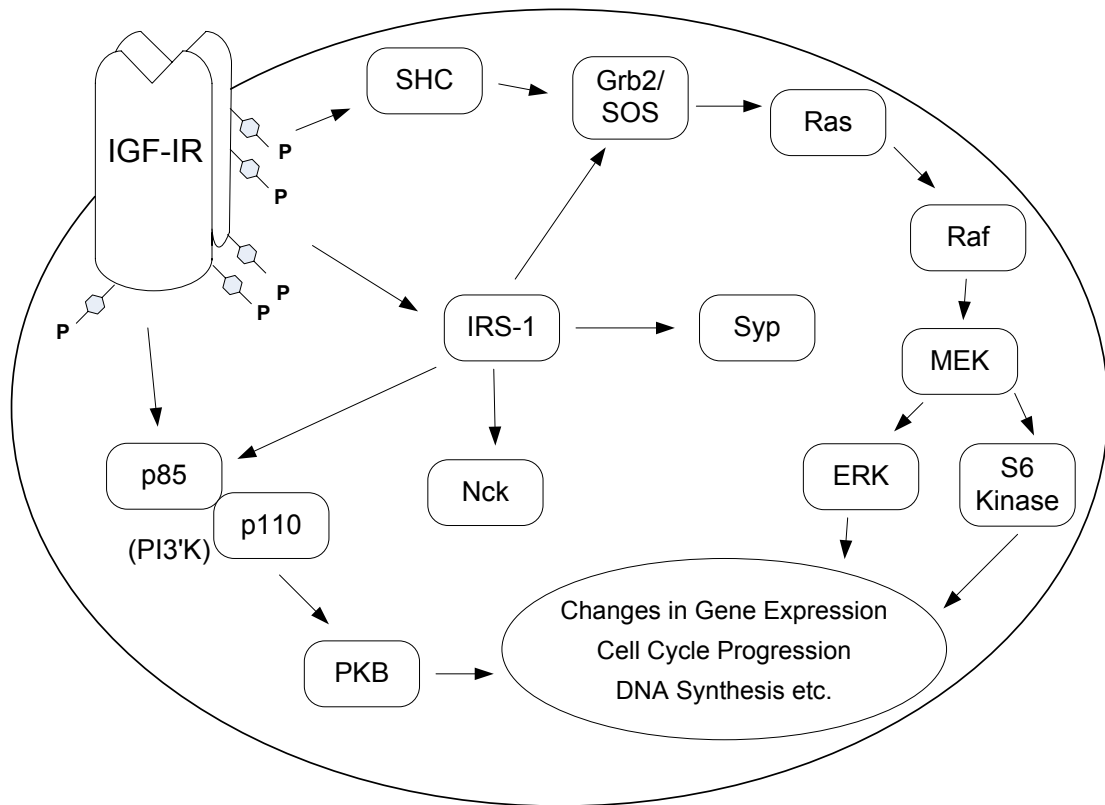 IGF-IR
P
P
P
P
P
SHC
Grb2/
SOS
Ras
Raf
IRS-1
Syp
MEK
p85
p110
(PI3'K)
Nck
ERK
S6
Kinase
PKB
Changes in Gene Expression
Cell Cycle Progression
DNA Synthesis etc.